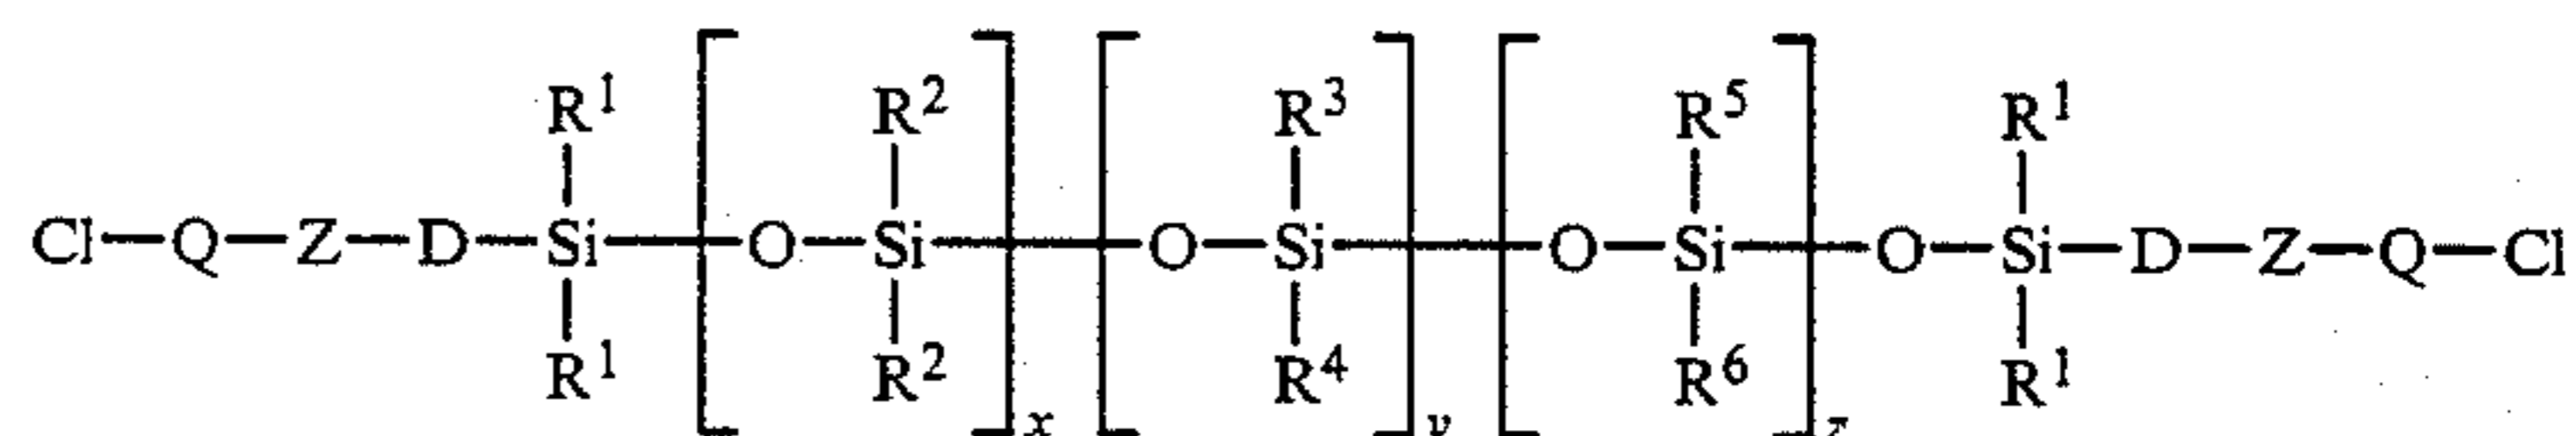 R¹ R² R³ R⁵ R¹
Cl—Q—Z—D—Si—[O—Si]—[O—Si]—[O—Si]—O—Si—D—Z—Q—Cl
R¹ R² R⁴ R⁶ R¹
x y z